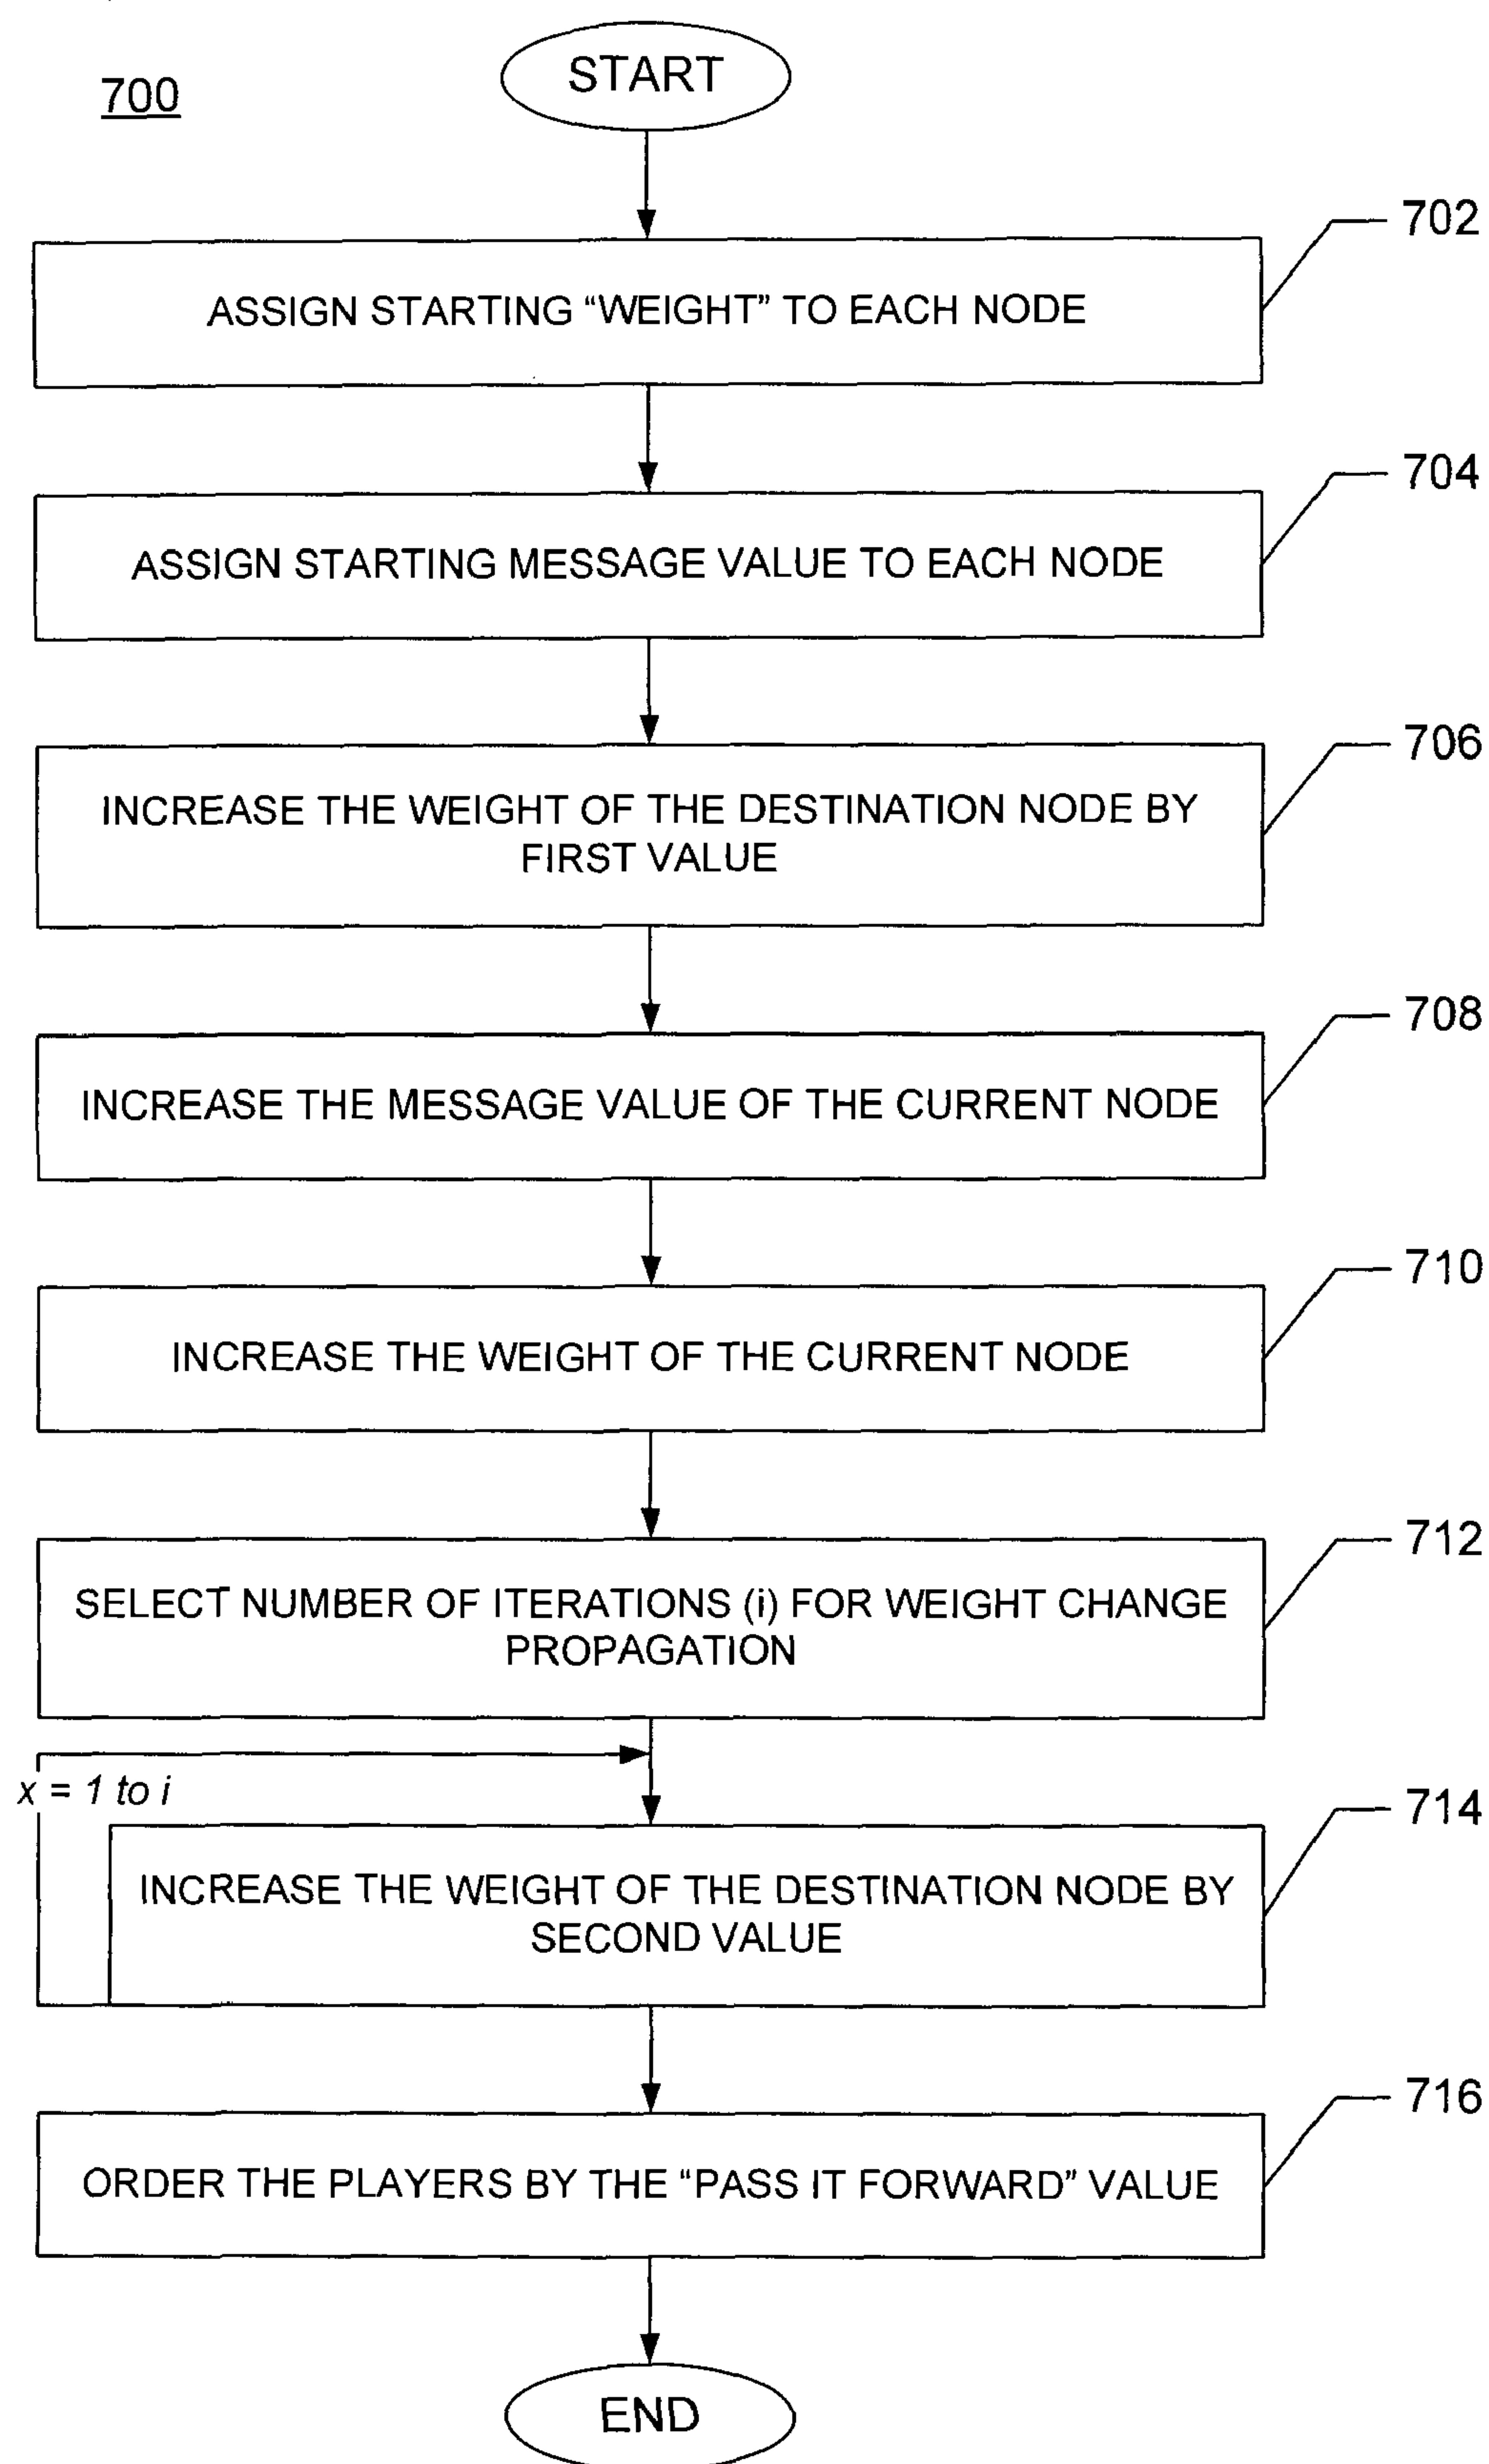 700
START
702
ASSIGN STARTING “WEIGHT” TO EACH NODE
704
ASSIGN STARTING MESSAGE VALUE TO EACH NODE
706
INCREASE THE WEIGHT OF THE DESTINATION NODE BY
FIRST VALUE
708
INCREASE THE MESSAGE VALUE OF THE CURRENT NODE
710
INCREASE THE WEIGHT OF THE CURRENT NODE
712
SELECT NUMBER OF ITERATIONS (i) FOR WEIGHT CHANGE
PROPAGATION
x = 1 to i
714
INCREASE THE WEIGHT OF THE DESTINATION NODE BY
SECOND VALUE
716
ORDER THE PLAYERS BY THE “PASS IT FORWARD” VALUE
END